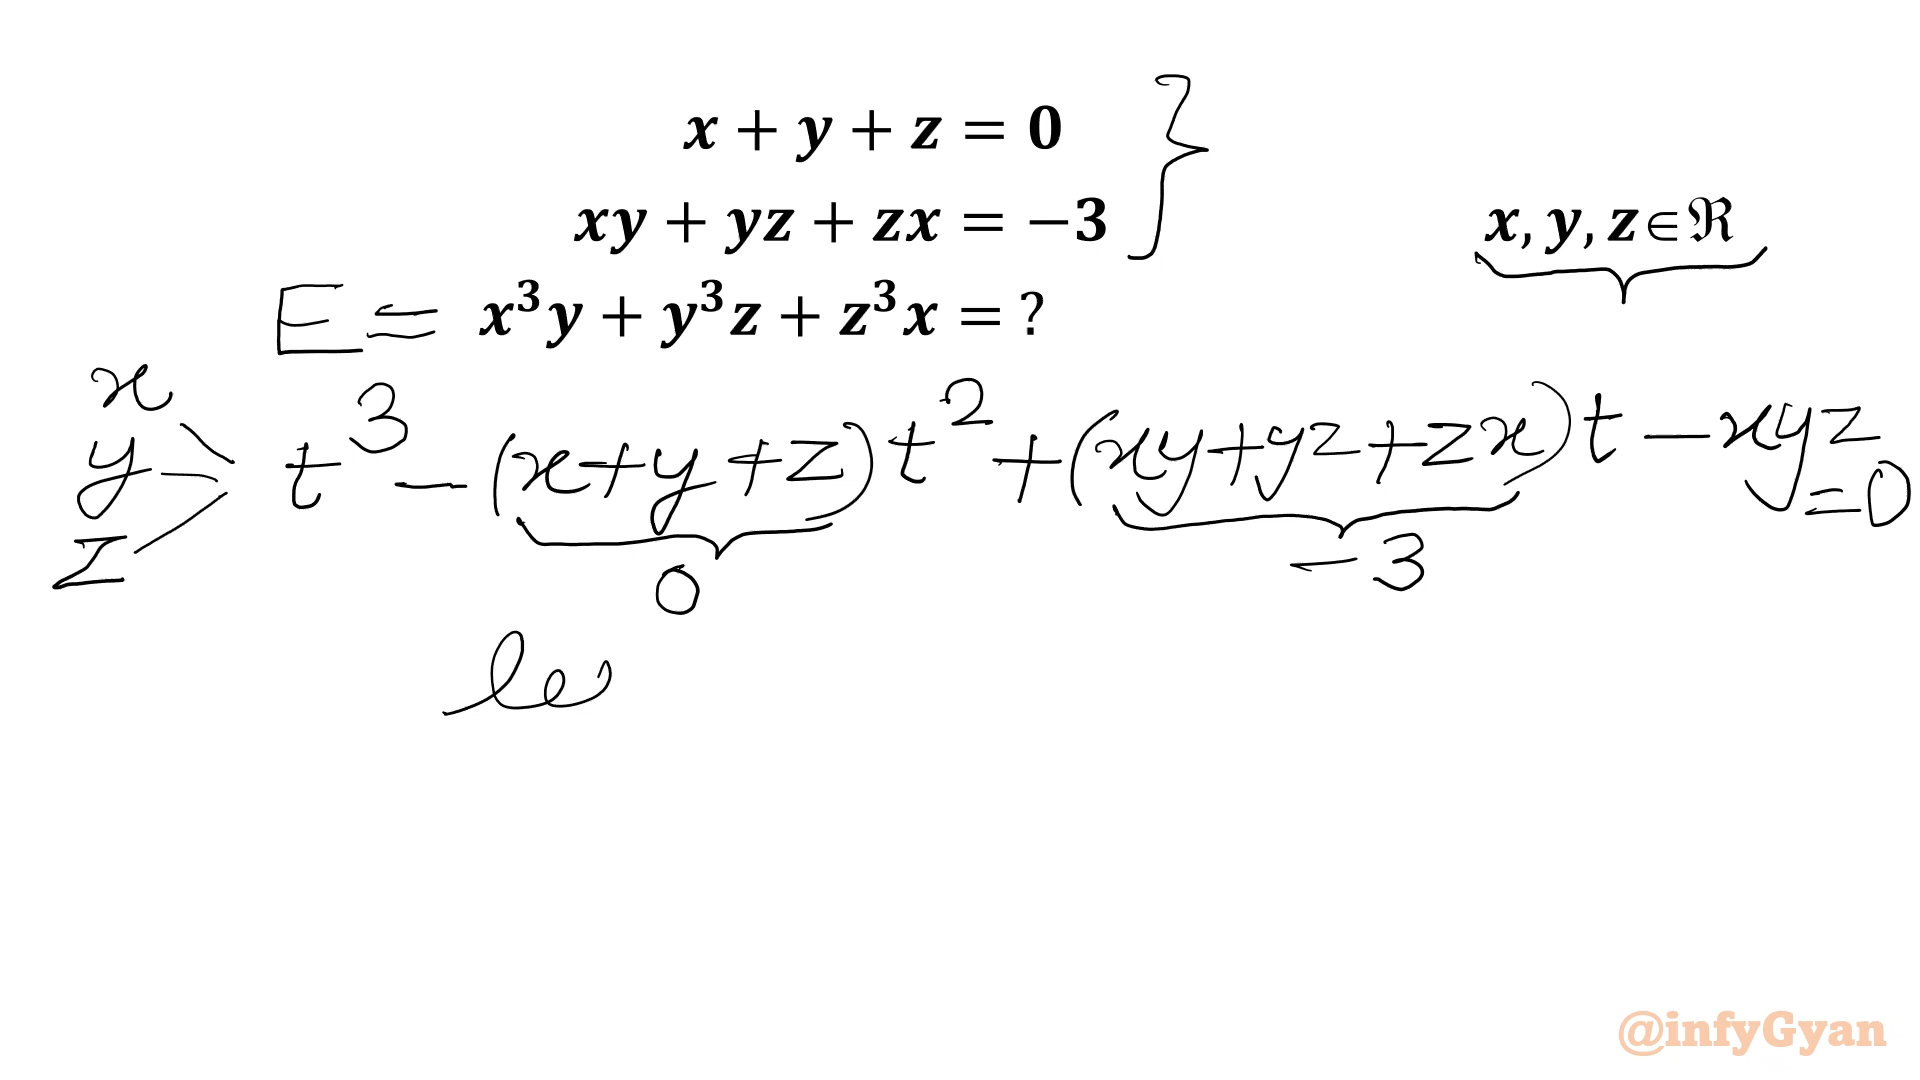 x + y + z = 0
xy + yz + zx = −3
x, y, z ∈ ℜ
E = x³y + y³z + z³x = ?
x
y
z
t³ − (x+y+z)t² + (xy+yz+zx)t − xyz = 0
0
−3
@infyGyan